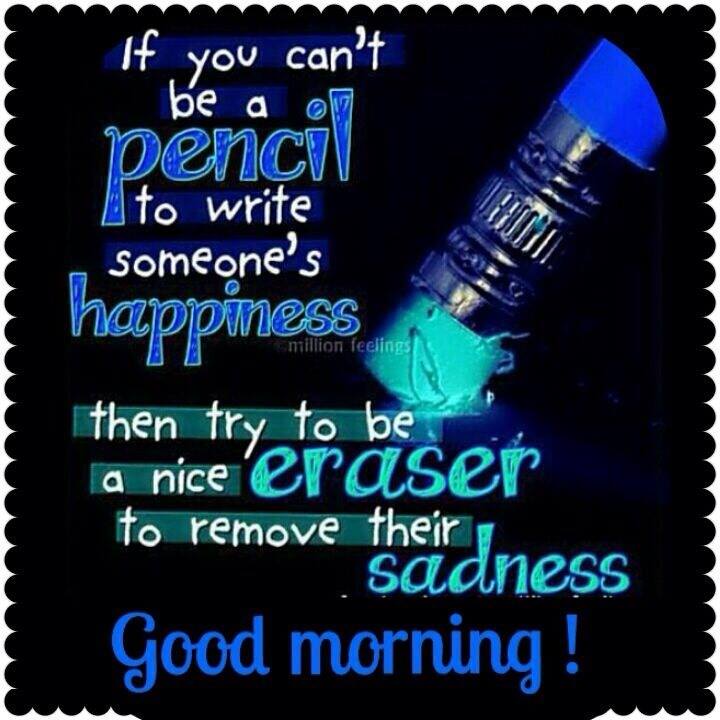 If you can't
be a
pencil
to write
someone's
happiness
million feelings
then try to be
a nice eraser
to remove their
sadness
Good morning !